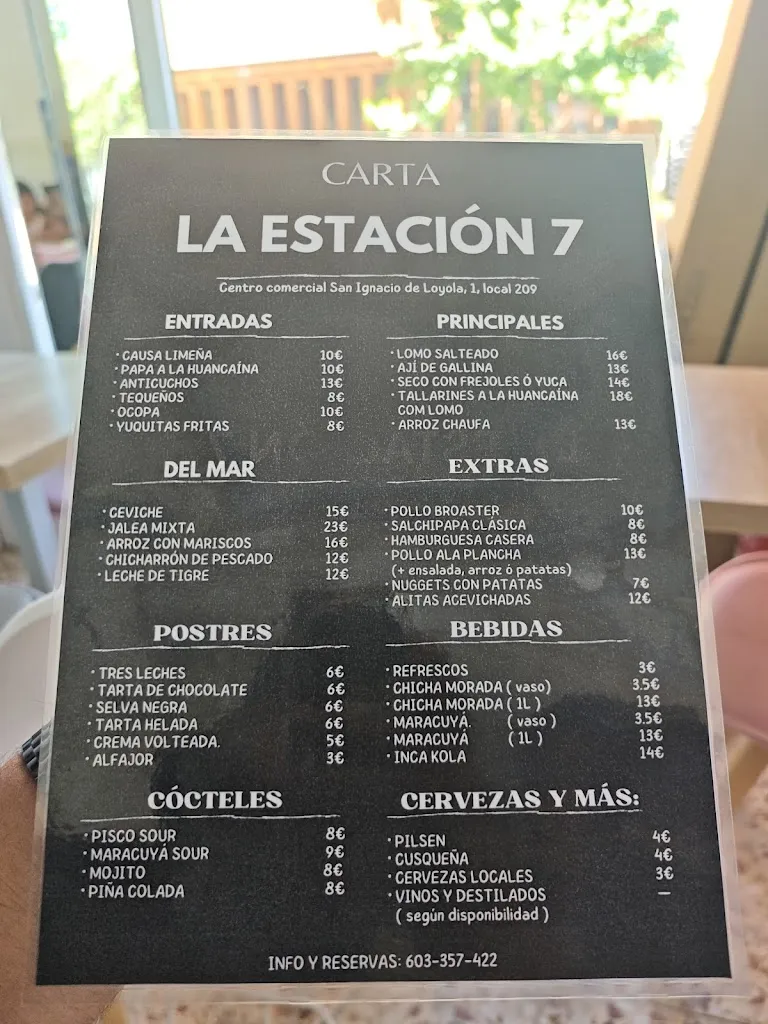 CARTA
LA ESTACIÓN 7
Centro comercial San Ignacio de Loyola, 1, local 209
ENTRADAS
· CAUSA LIMEÑA 10€
· PAPA A LA HUANCAÍNA 10€
· ANTICUCHOS 13€
· TEQUEÑOS 8€
· OCOPA 10€
· YUQUITAS FRITAS 8€
PRINCIPALES
· LOMO SALTEADO 16€
· AJÍ DE GALLINA 13€
· SECO CON FREJOLES Ó YUCA 14€
· TALLARINES A LA HUANCAÍNA 18€
COM LOMO
· ARROZ CHAUFA 13€
DEL MAR
· CEVICHE 15€
· JALEA MIXTA 23€
· ARROZ CON MARISCOS 16€
· CHICHARRÓN DE PESCADO 12€
· LECHE DE TIGRE 12€
EXTRAS
· POLLO BROASTER 10€
· SALCHIPAPA CLÁSICA 8€
· HAMBURGUESA CASERA 8€
· POLLO ALA PLANCHA 13€
(+ ensalada, arroz ó patatas)
· NUGGETS CON PATATAS 7€
· ALITAS ACEVICHADAS 12€
POSTRES
· TRES LECHES 6€
· TARTA DE CHOCOLATE 6€
· SELVA NEGRA 6€
· TARTA HELADA 6€
· CREMA VOLTEADA. 5€
· ALFAJOR 3€
BEBIDAS
· REFRESCOS 3€
· CHICHA MORADA ( vaso) 3.5€
· CHICHA MORADA ( 1L ) 13€
· MARACUYÁ. ( vaso ) 3.5€
· MARACUYÁ ( 1L ) 13€
· INCA KOLA 14€
CÓCTELES
· PISCO SOUR 8€
· MARACUYÁ SOUR 9€
· MOJITO 8€
· PIÑA COLADA 8€
CERVEZAS Y MÁS:
· PILSEN 4€
· CUSQUEÑA 4€
· CERVEZAS LOCALES 3€
· VINOS Y DESTILADOS —
( según disponibilidad )
INFO Y RESERVAS: 603-357-422